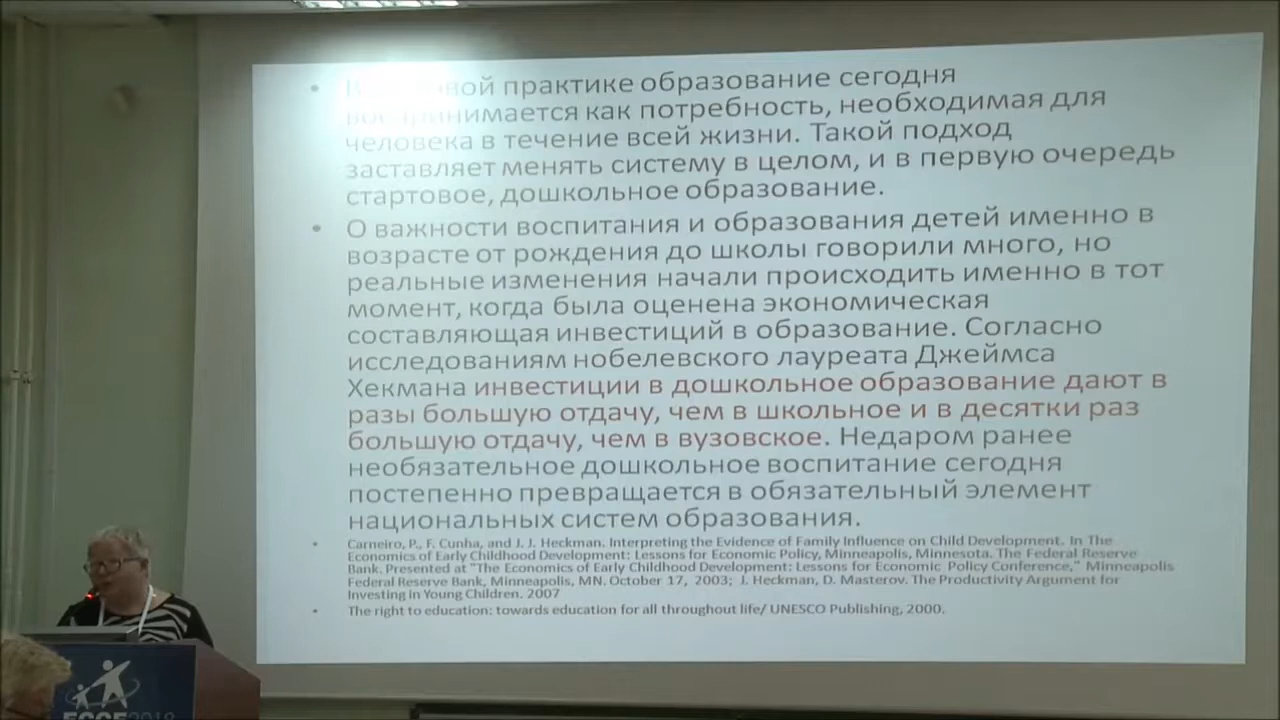 практике образование сегодня
как потребность, необходимая для
человека в течение всей жизни. Такой подход
заставляет менять систему в целом, и в первую очередь
стартовое, дошкольное образование.
О важности воспитания и образования детей именно в
возрасте от рождения до школы говорили много, но
реальные изменения начали происходить именно в тот
момент, когда была оценена экономическая
составляющая инвестиций в образование. Согласно
исследованиям нобелевского лауреата Джеймса
Хекмана инвестиции в дошкольное образование дают в
разы большую отдачу, чем в школьное и в десятки раз
большую отдачу, чем в вузовское. Недаром ранее
необязательное дошкольное воспитание сегодня
постепенно превращается в обязательный элемент
национальных систем образования.
Carneiro, P., F. Cunha, and J. J. Heckman. Interpreting the Evidence of Family Influence on Child Development. In The
Economics of Early Childhood Development: Lessons for Economic Policy, Minneapolis, Minnesota. The Federal Reserve
Bank. Presented at "The Economics of Early Childhood Development: Lessons for Economic Policy Conference," Minneapolis
Federal Reserve Bank, Minneapolis, MN. October 17, 2003; J. Heckman, D. Masterov. The Productivity Argument for
Investing in Young Children. 2007
The right to education: towards education for all throughout life/ UNESCO Publishing, 2000.